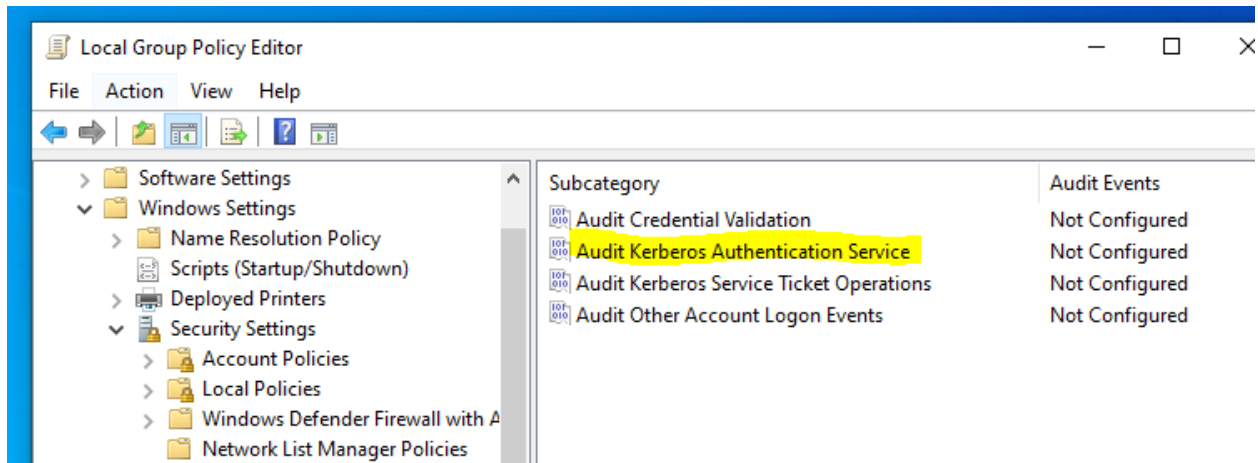 Local Group Policy Editor
File Action View Help
Software Settings
Windows Settings
Name Resolution Policy
Scripts (Startup/Shutdown)
Deployed Printers
Security Settings
Account Policies
Local Policies
Windows Defender Firewall with A
Network List Manager Policies
Subcategory Audit Events
Audit Credential Validation Not Configured
Audit Kerberos Authentication Service Not Configured
Audit Kerberos Service Ticket Operations Not Configured
Audit Other Account Logon Events Not Configured